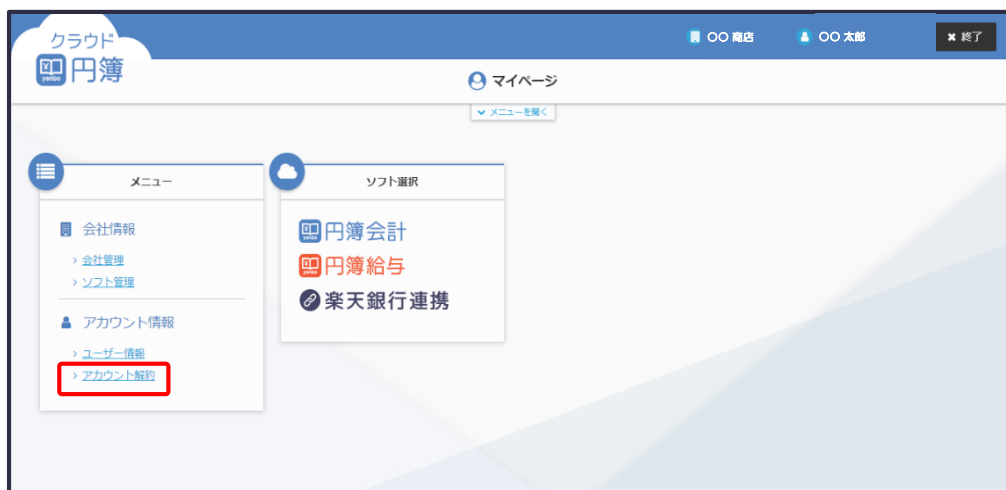 クラウド
円簿
yenbo
〇〇 商店
〇〇 太郎
✖ 終了
マイページ
メニューを開く
メニュー
会社情報
› 会社管理
› ソフト管理
アカウント情報
› ユーザー情報
› アカウント解約
ソフト選択
円簿会計
円簿給与
楽天銀行連携